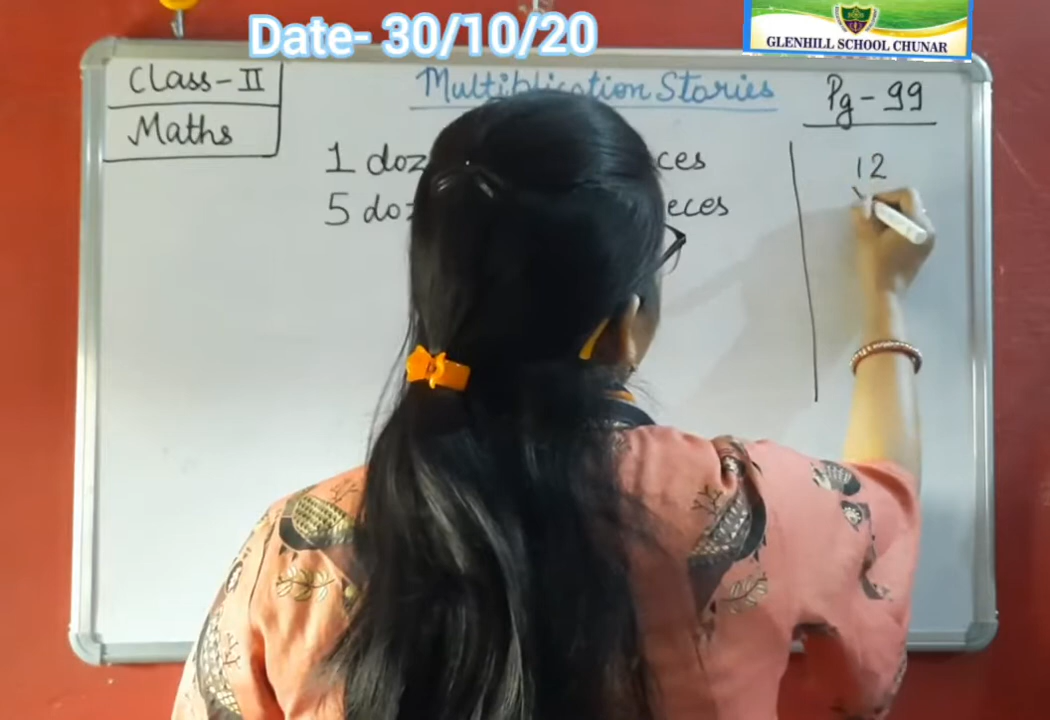 Date- 30/10/20
GLENHILL SCHOOL CHUNAR
Class-II
Maths
Multiplication Stories
Pg-99
1 doz ces
5 do eces
12